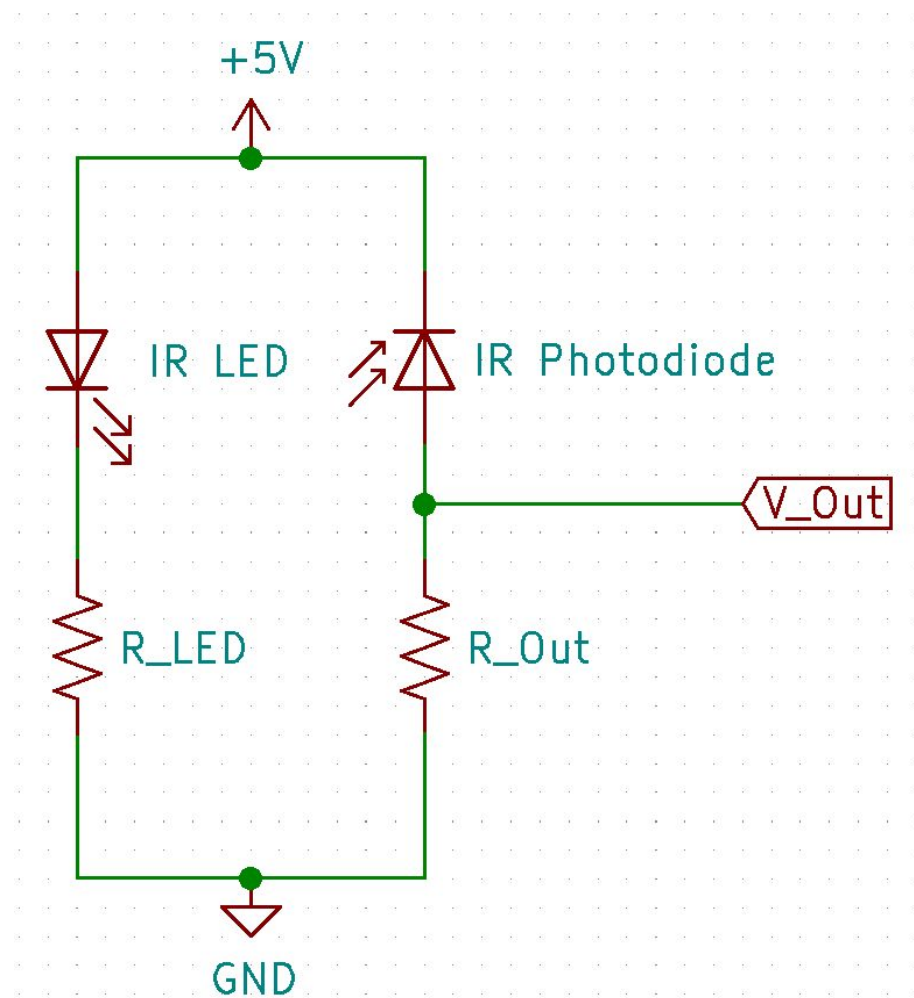 +5V
IR LED
IR Photodiode
V_Out
R_LED
R_Out
GND